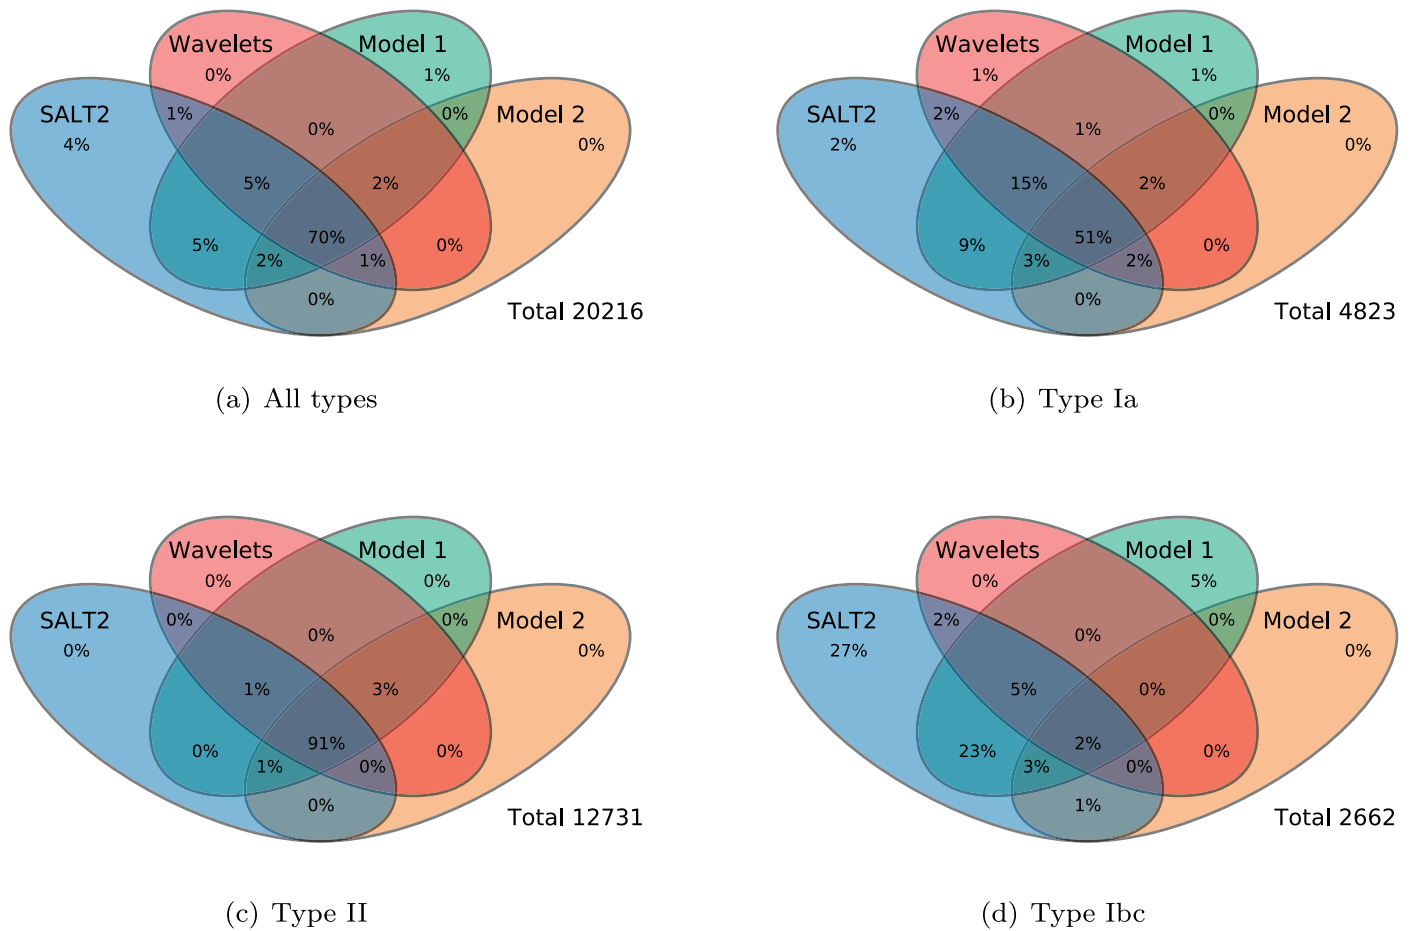 Wavelets Model 1
0% 1%
SALT2 1% 0% Model 2
4% 0% 0%
5% 2%
5% 70% 0%
2% 1%
0%
Total 20216
(a) All types
Wavelets Model 1
1% 1%
SALT2 2% 0% Model 2
2% 1% 0%
15% 2%
9% 51% 0%
3% 2%
0%
Total 4823
(b) Type Ia
Wavelets Model 1
0% 0%
SALT2 0% 0% Model 2
0% 0% 0%
1% 3%
0% 91% 0%
1% 0%
0%
Total 12731
(c) Type II
Wavelets Model 1
0% 5%
SALT2 2% 0% Model 2
27% 0% 0%
5% 0%
23% 2% 0%
3% 0%
1%
Total 2662
(d) Type Ibc